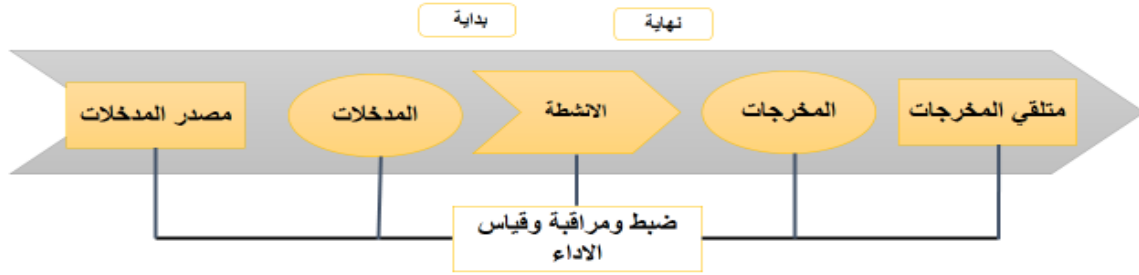 بداية
نهاية
مصدر المدخلات
المدخلات
الانشطة
المخرجات
متلقي المخرجات
ضبط ومراقبة وقياس
الاداء